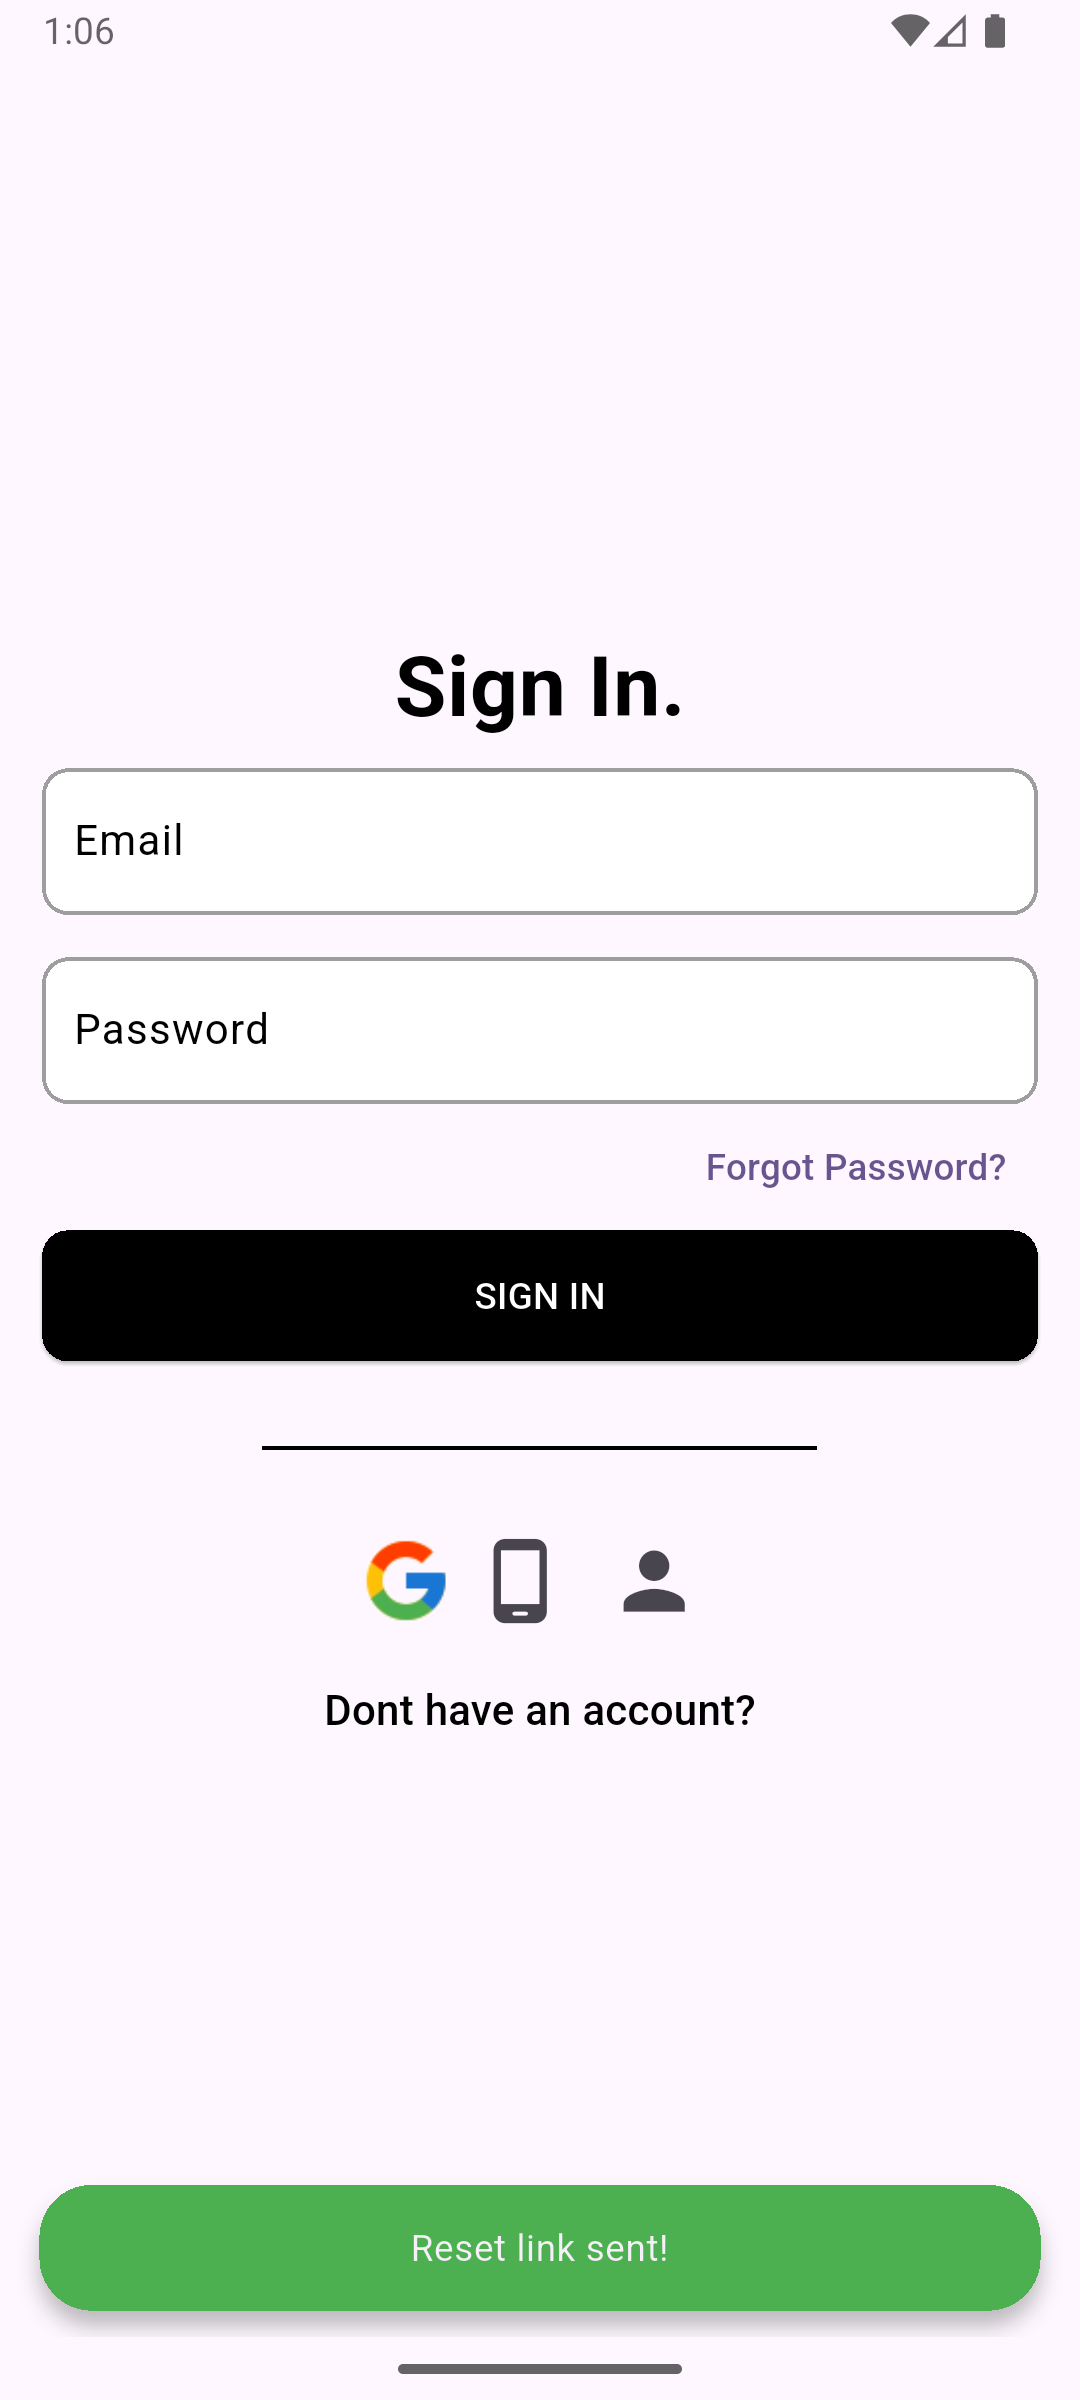 1:06
Sign In.
Email
Password
Forgot Password?
SIGN IN
Dont have an account?
Reset link sent!